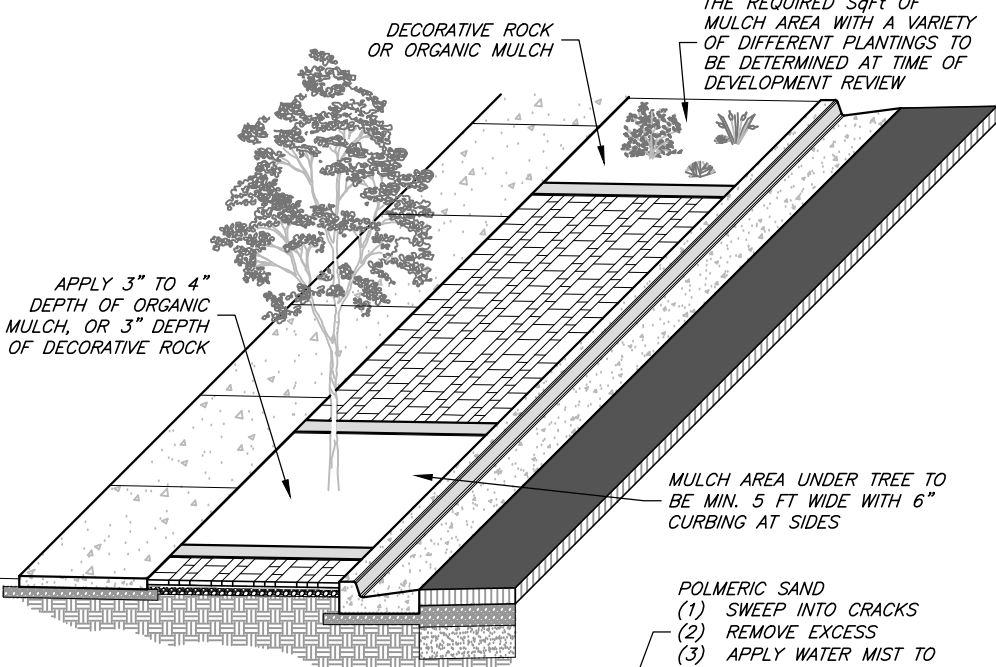 DECORATIVE ROCK
OR ORGANIC MULCH
THE REQUIRED SqFt OF
MULCH AREA WITH A VARIETY
OF DIFFERENT PLANTINGS TO
BE DETERMINED AT TIME OF
DEVELOPMENT REVIEW
APPLY 3" TO 4"
DEPTH OF ORGANIC
MULCH, OR 3" DEPTH
OF DECORATIVE ROCK
MULCH AREA UNDER TREE TO
BE MIN. 5 FT WIDE WITH 6"
CURBING AT SIDES
POLMERIC SAND
(1) SWEEP INTO CRACKS
(2) REMOVE EXCESS
(3) APPLY WATER MIST TO